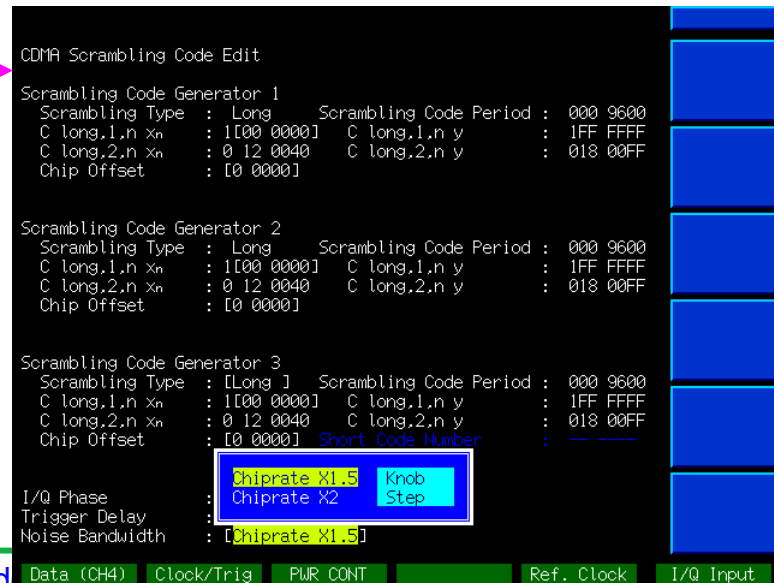 CDMA Scrambling Code Edit
Scrambling Code Generator 1
Scrambling Type : Long Scrambling Code Period : 000 9600
C long,1,n xn : 1[00 0000] C long,1,n y : 1FF FFFF
C long,2,n xn : 0 12 0040 C long,2,n y : 018 00FF
Chip Offset : [0 0000]
Scrambling Code Generator 2
Scrambling Type : Long Scrambling Code Period : 000 9600
C long,1,n xn : 1[00 0000] C long,1,n y : 1FF FFFF
C long,2,n xn : 0 12 0040 C long,2,n y : 018 00FF
Chip Offset : [0 0000]
Scrambling Code Generator 3
Scrambling Type : [Long ] Scrambling Code Period : 000 9600
C long,1,n xn : 1[00 0000] C long,1,n y : 1FF FFFF
C long,2,n xn : 0 12 0040 C long,2,n y : 018 00FF
Chip Offset : [0 0000] Short Code Number : -- ----
Chiprate X1.5 Knob
I/Q Phase : Chiprate X2 Step
Trigger Delay :
Noise Bandwidth : [Chiprate X1.5]
d Data (CH4) Clock/Trig PWR CONT Ref. Clock I/Q Input